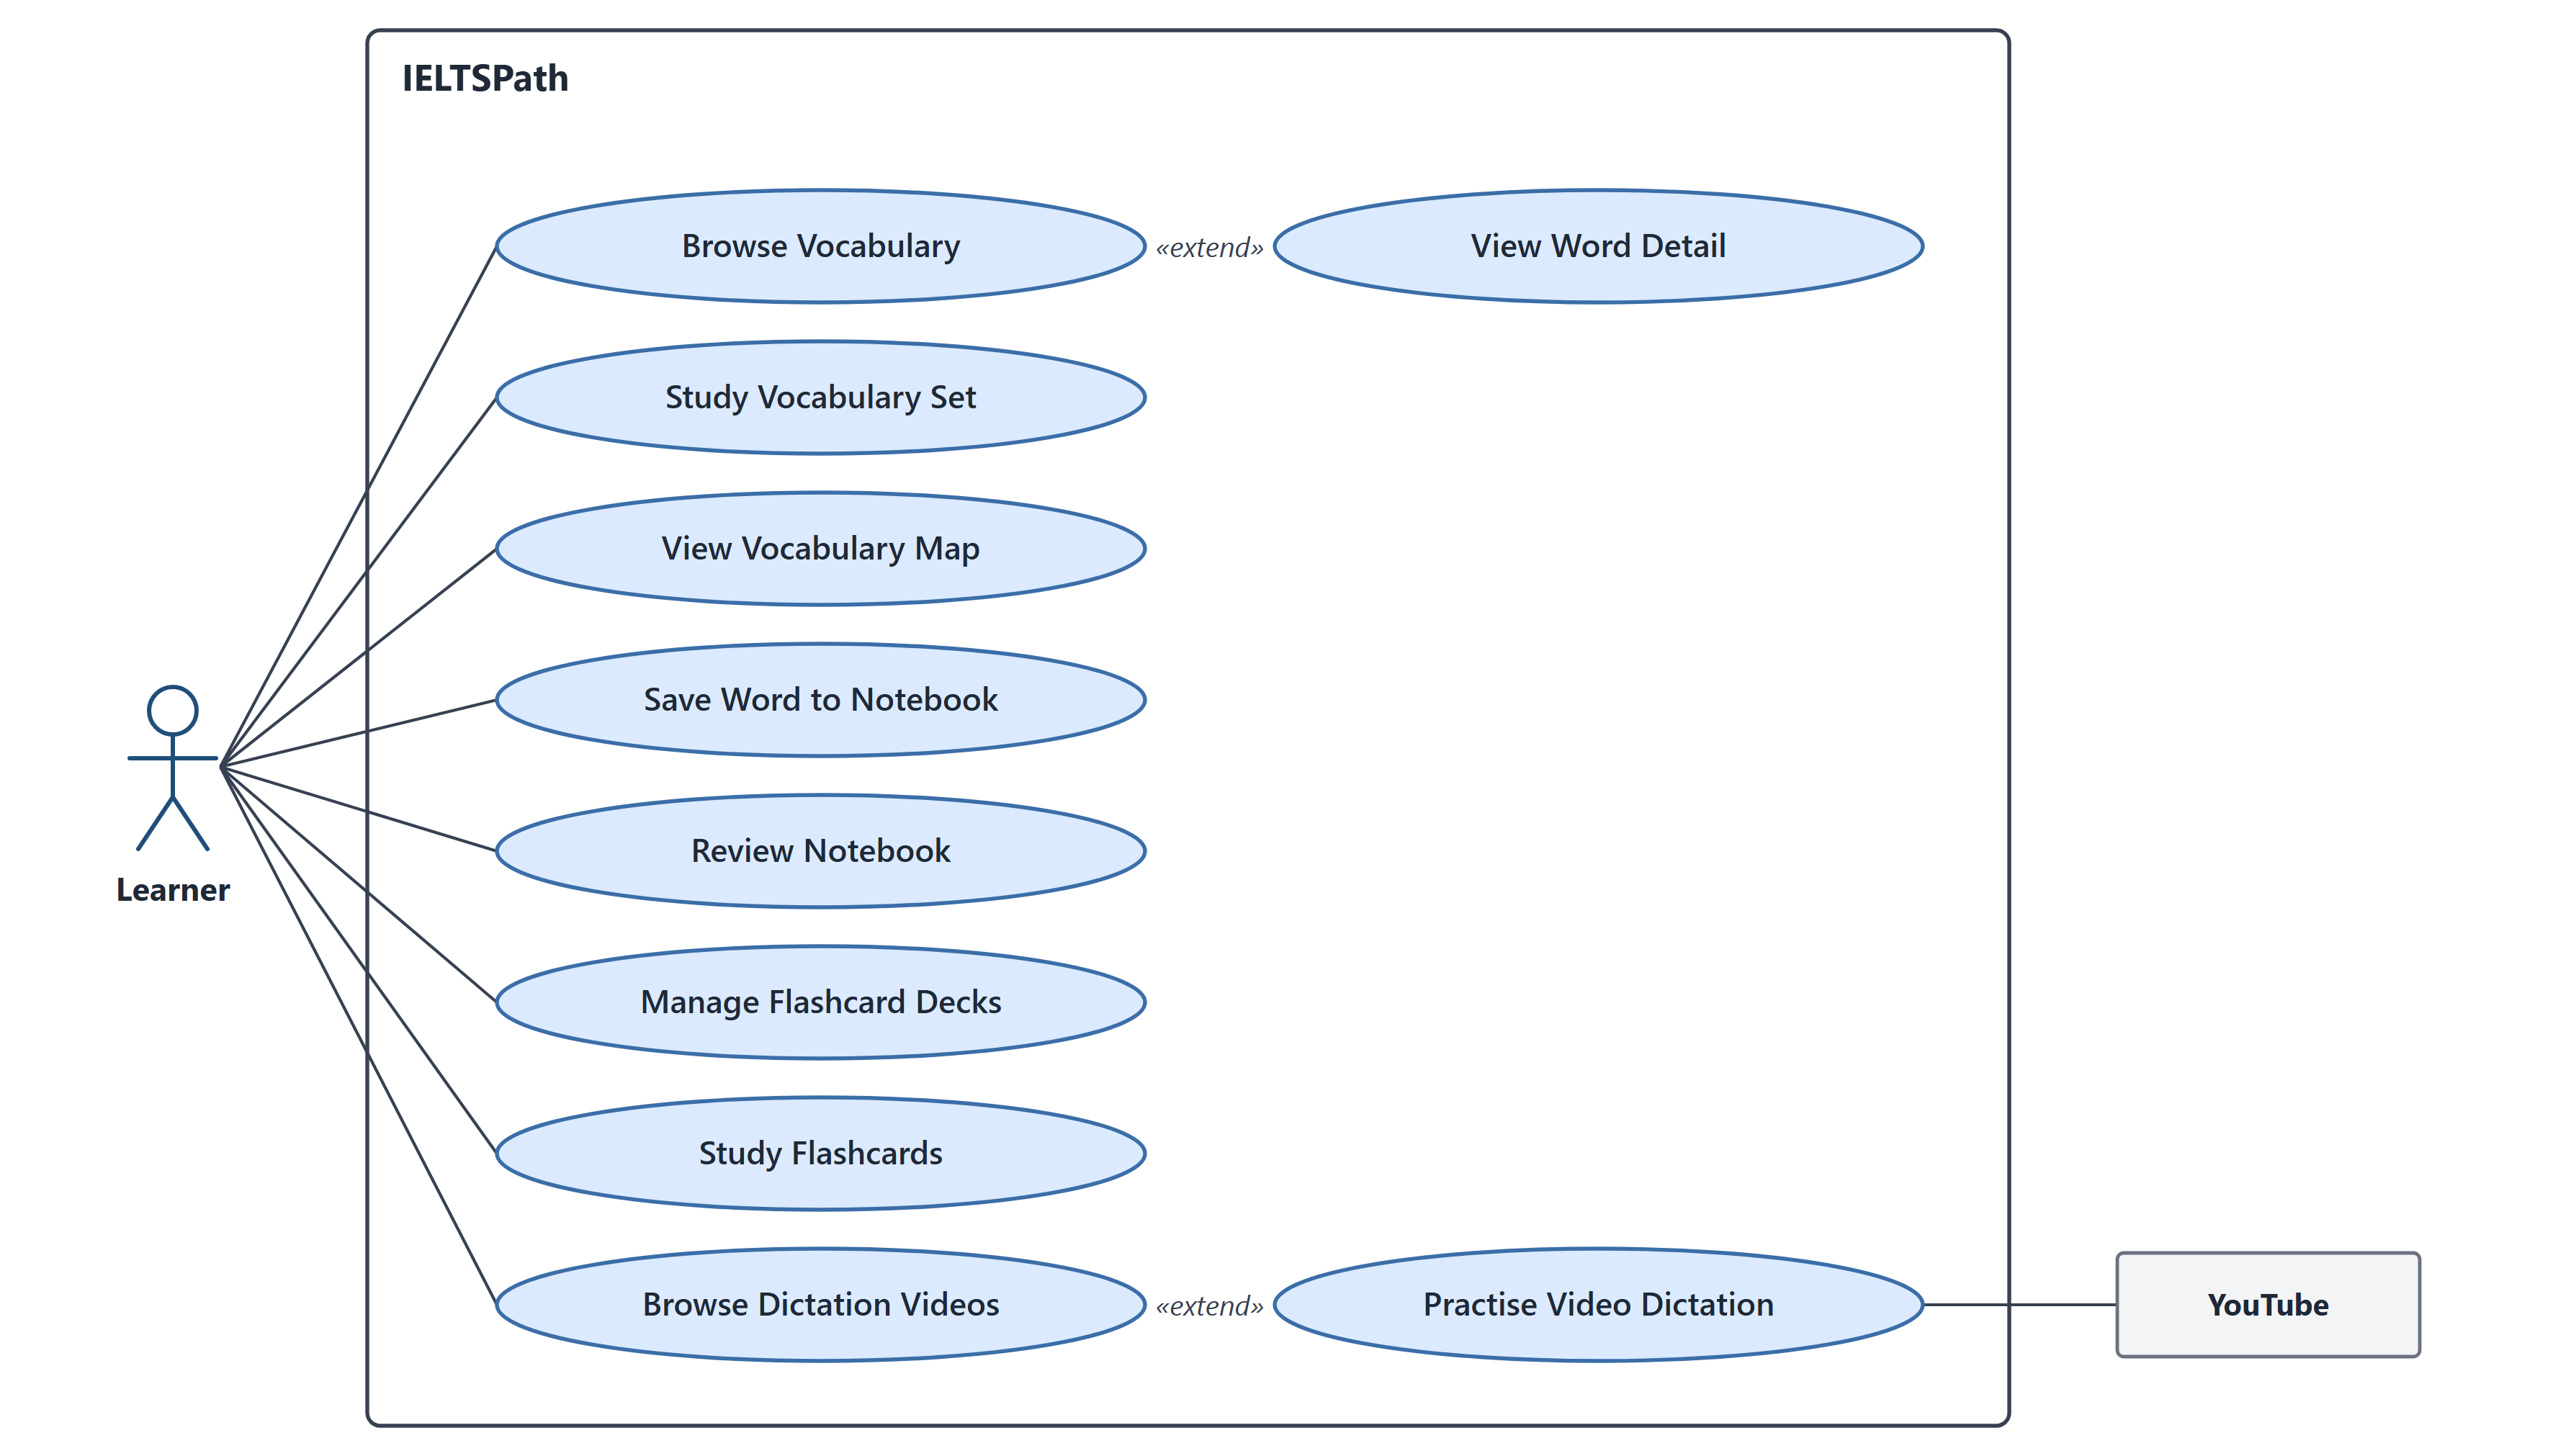 IELTSPath
Browse Vocabulary «extend» View Word Detail
Study Vocabulary Set
View Vocabulary Map
Save Word to Notebook
Review Notebook
Learner
Manage Flashcard Decks
Study Flashcards
Browse Dictation Videos «extend» Practise Video Dictation YouTube